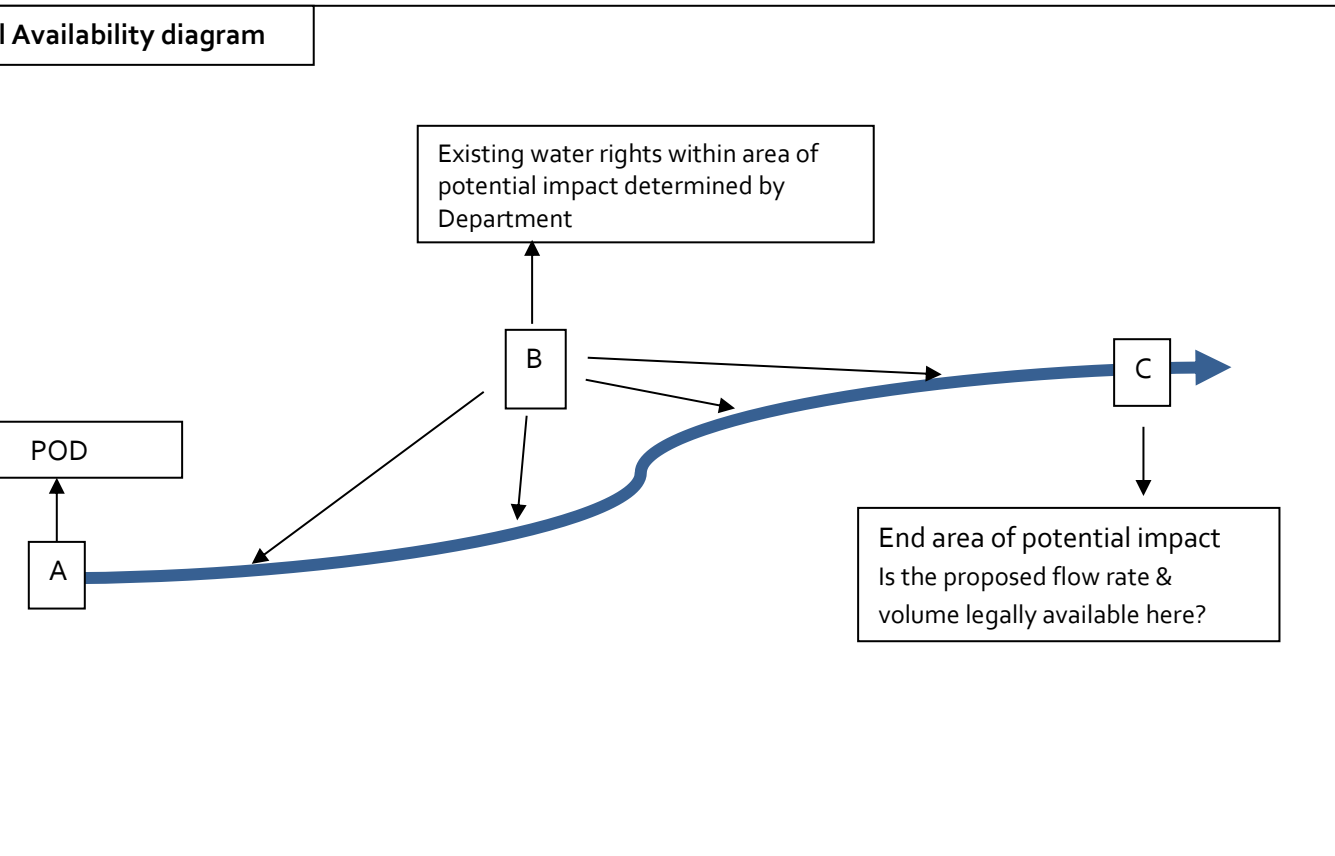 l Availability diagram
Existing water rights within area of
potential impact determined by
Department
B
C
POD
A
End area of potential impact
Is the proposed flow rate &
volume legally available here?